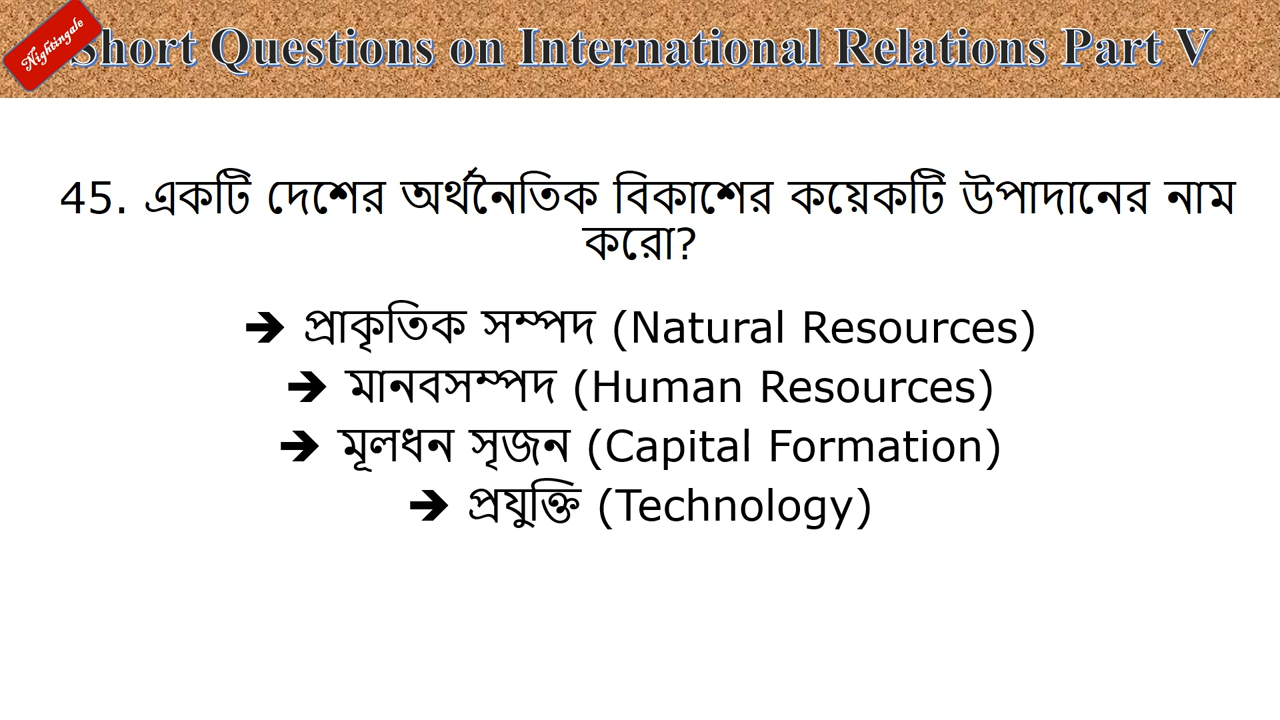 Nightingale
Short Questions on International Relations Part V
45. একটি দেশের অর্থনৈতিক বিকাশের কয়েকটি উপাদানের নাম
করো?
➔ প্রাকৃতিক সম্পদ (Natural Resources)
➔ মানবসম্পদ (Human Resources)
➔ মূলধন সৃজন (Capital Formation)
➔ প্রযুক্তি (Technology)